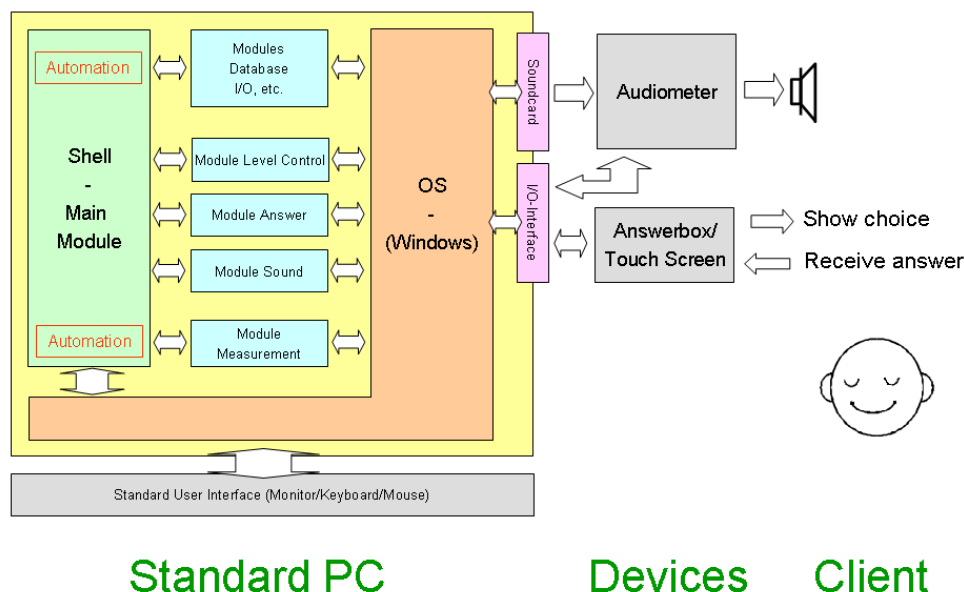 Automation
Shell
-
Main
Module
Automation
Modules
Database
I/O, etc.
Module Level Control
Module Answer
Module Sound
Module
Measurement
OS
-
(Windows)
Soundcard
I/O-Interface
Audiometer
Answerbox/
Touch Screen
Show choice
Receive answer
Standard User Interface (Monitor/Keyboard/Mouse)
Standard PC
Devices
Client